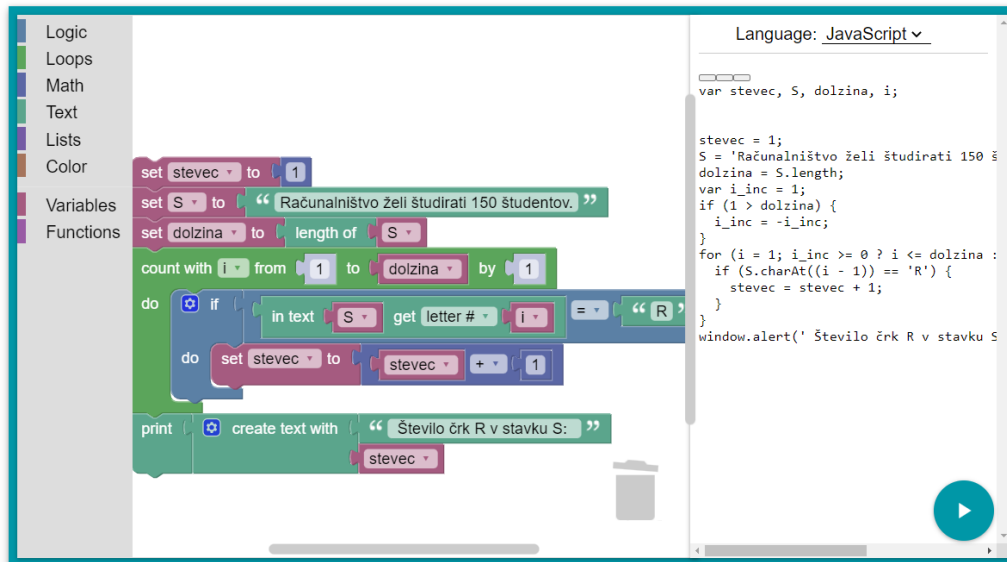 Logic
Loops
Math
Text
Lists
Color
Variables
Functions
set stevec to 1
set S to “ Računalništvo želi študirati 150 študentov. ”
set dolzina to length of S
count with i from 1 to dolzina by 1
do if in text S get letter # i = “ R ”
do set stevec to stevec + 1
print create text with “ Število črk R v stavku S: ”
stevec
Language: JavaScript
var stevec, S, dolzina, i;
stevec = 1;
S = 'Računalništvo želi študirati 150 š
dolzina = S.length;
var i_inc = 1;
if (1 > dolzina) {
i_inc = -i_inc;
}
for (i = 1; i_inc >= 0 ? i <= dolzina :
if (S.charAt((i - 1)) == 'R') {
stevec = stevec + 1;
}
}
window.alert(' Število črk R v stavku S